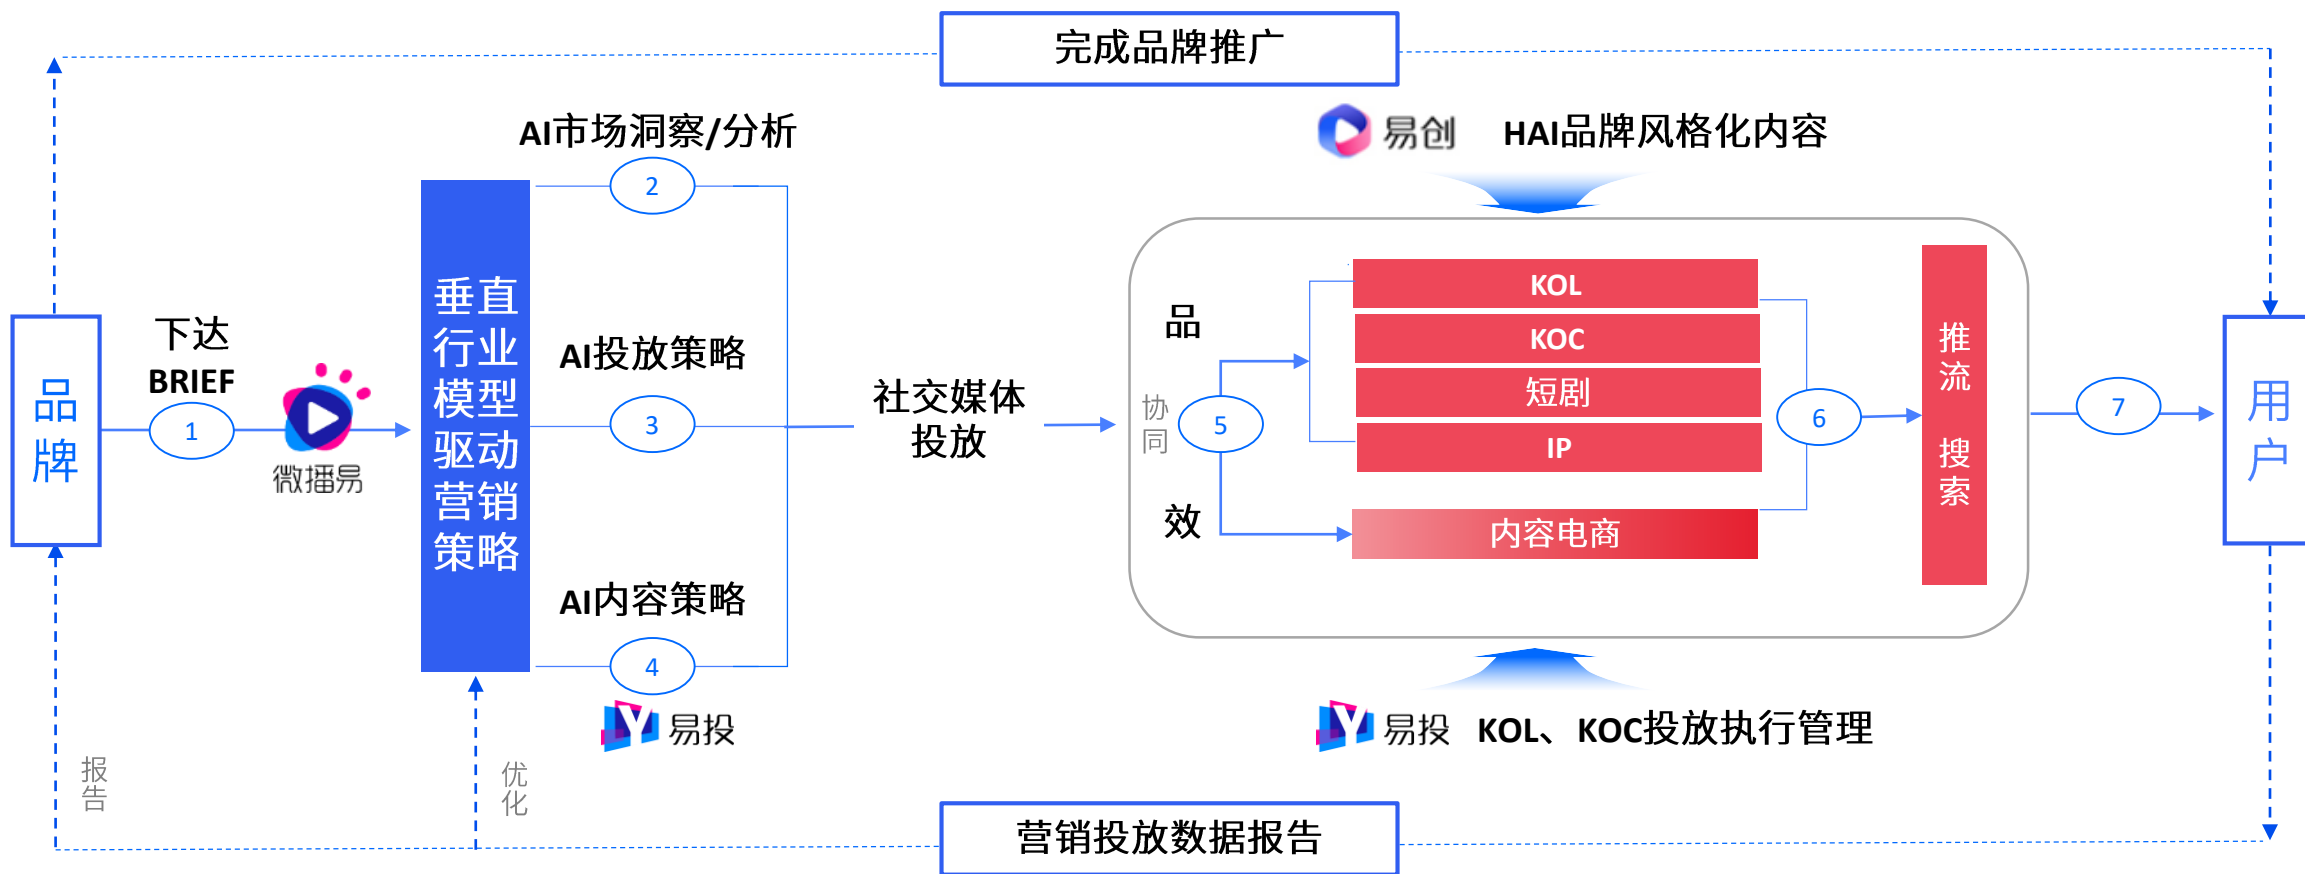 完成品牌推广
AI市场洞察/分析
易创
HAI品牌风格化内容
2
下达
BRIEF
1
微播易
品
牌
垂直
行业
模型
驱动
营销
策略
AI投放策略
3
AI内容策略
4
易投
社交媒体
投放
品
协
同
5
效
KOL
KOC
短剧
IP
内容电商
6
推
流
搜
索
7
用
户
易投
KOL、KOC投放执行管理
报
告
优
化
营销投放数据报告